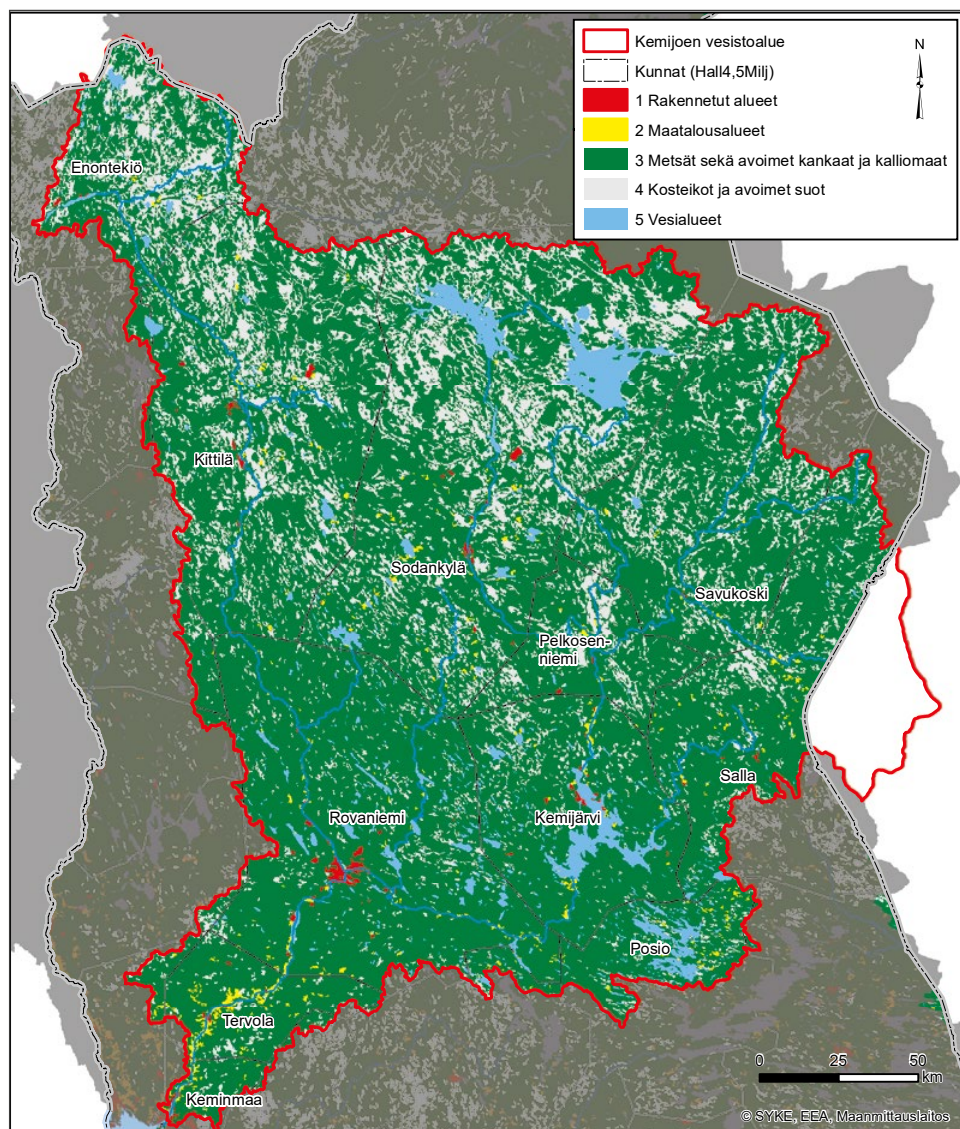 Kemijoen vesistoalue
Kunnat (Hall4,5Milj)
1 Rakennetut alueet
2 Maatalousalueet
3 Metsät sekä avoimet kankaat ja kalliomaat
4 Kosteikot ja avoimet suot
5 Vesialueet
N
Enontekiö
Kittilä
Sodankylä
Savukoski
Pelkosen-
niemi
Salla
Rovaniemi
Kemijärvi
Posio
Tervola
Keminmaa
0 25 50
km
© SYKE, EEA, Maanmittauslaitos